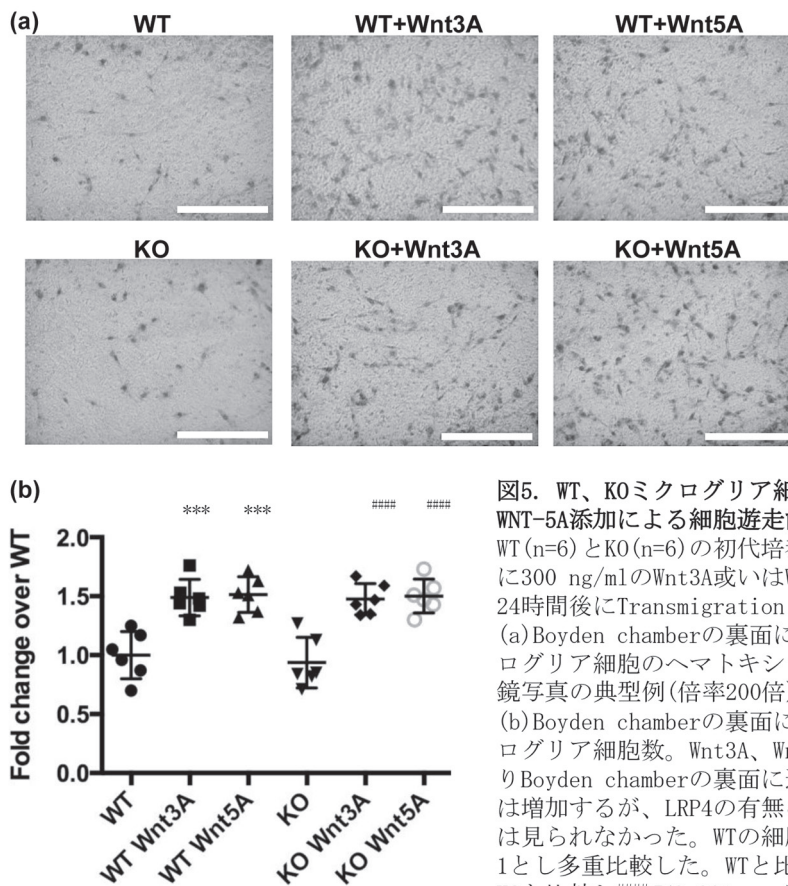 (a)
WT WT+Wnt3A WT+Wnt5A
KO KO+Wnt3A KO+Wnt5A
(b)
*** *** #### ####
Fold change over WT
2.0
1.5
1.0
0.5
0.0
WT
WT Wnt3A
WT Wnt5A
KO
KO Wnt3A
KO Wnt5A
図5. WT、KOミクログリア細
WNT-5A添加による細胞遊走
WT(n=6)とKO(n=6)の初代培
に300 ng/mlのWnt3A或いは
24時間後にTransmigration
(a)Boyden chamberの裏面に
ログリア細胞のヘマトキシ
鏡写真の典型例(倍率200倍)
(b)Boyden chamberの裏面に
ログリア細胞数。Wnt3A、Wn
りBoyden chamberの裏面に
は増加するが、LRP4の有無
は見られなかった。WTの細
1とし多重比較した。WTと比